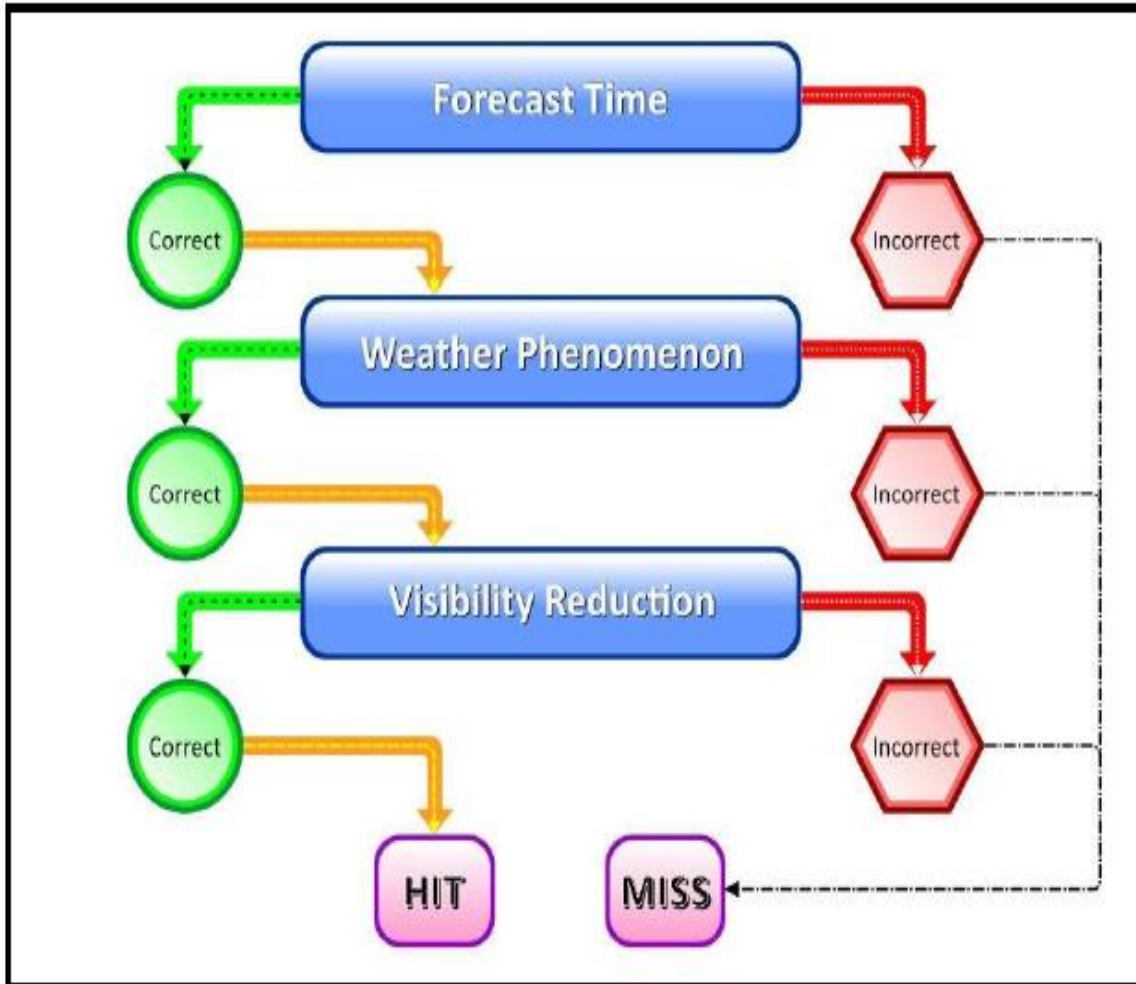 Forecast Time
Correct
Incorrect
Weather Phenomenon
Correct
Incorrect
Visibility Reduction
Correct
Incorrect
HIT
MISS